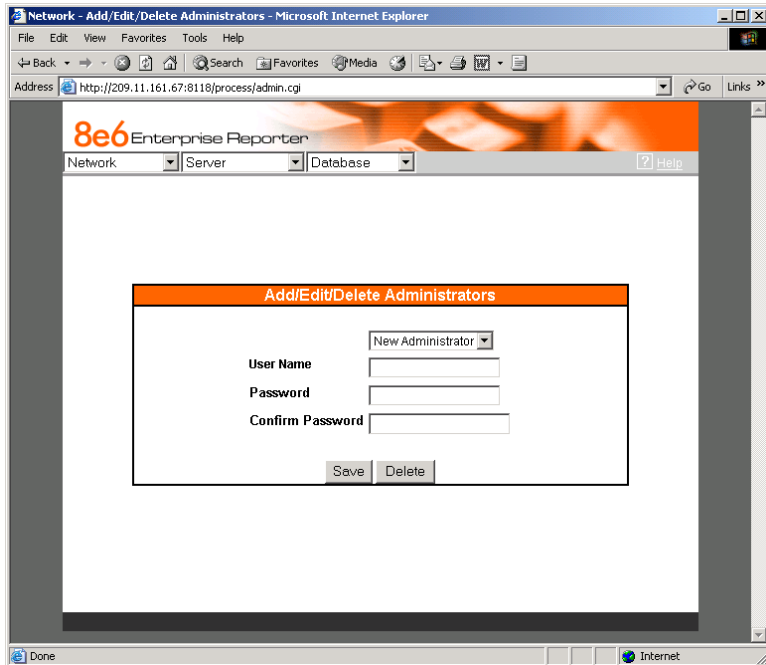 Network - Add/Edit/Delete Administrators - Microsoft Internet Explorer
File Edit View Favorites Tools Help
Back Search Favorites Media
Address http://209.11.161.67:8118/process/admin.cgi Go Links »
8e6 Enterprise Reporter
Network Server Database ? Help
Add/Edit/Delete Administrators
New Administrator
User Name
Password
Confirm Password
Save Delete
Done Internet